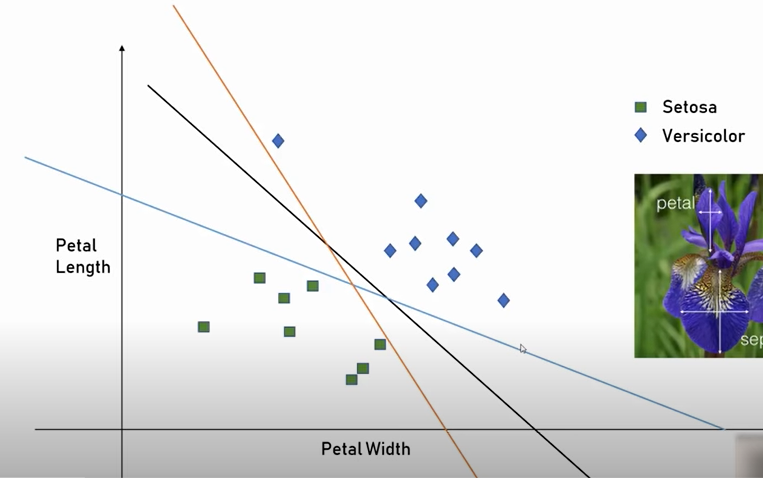 Setosa
Versicolor
petal
Petal
Length
Petal Width